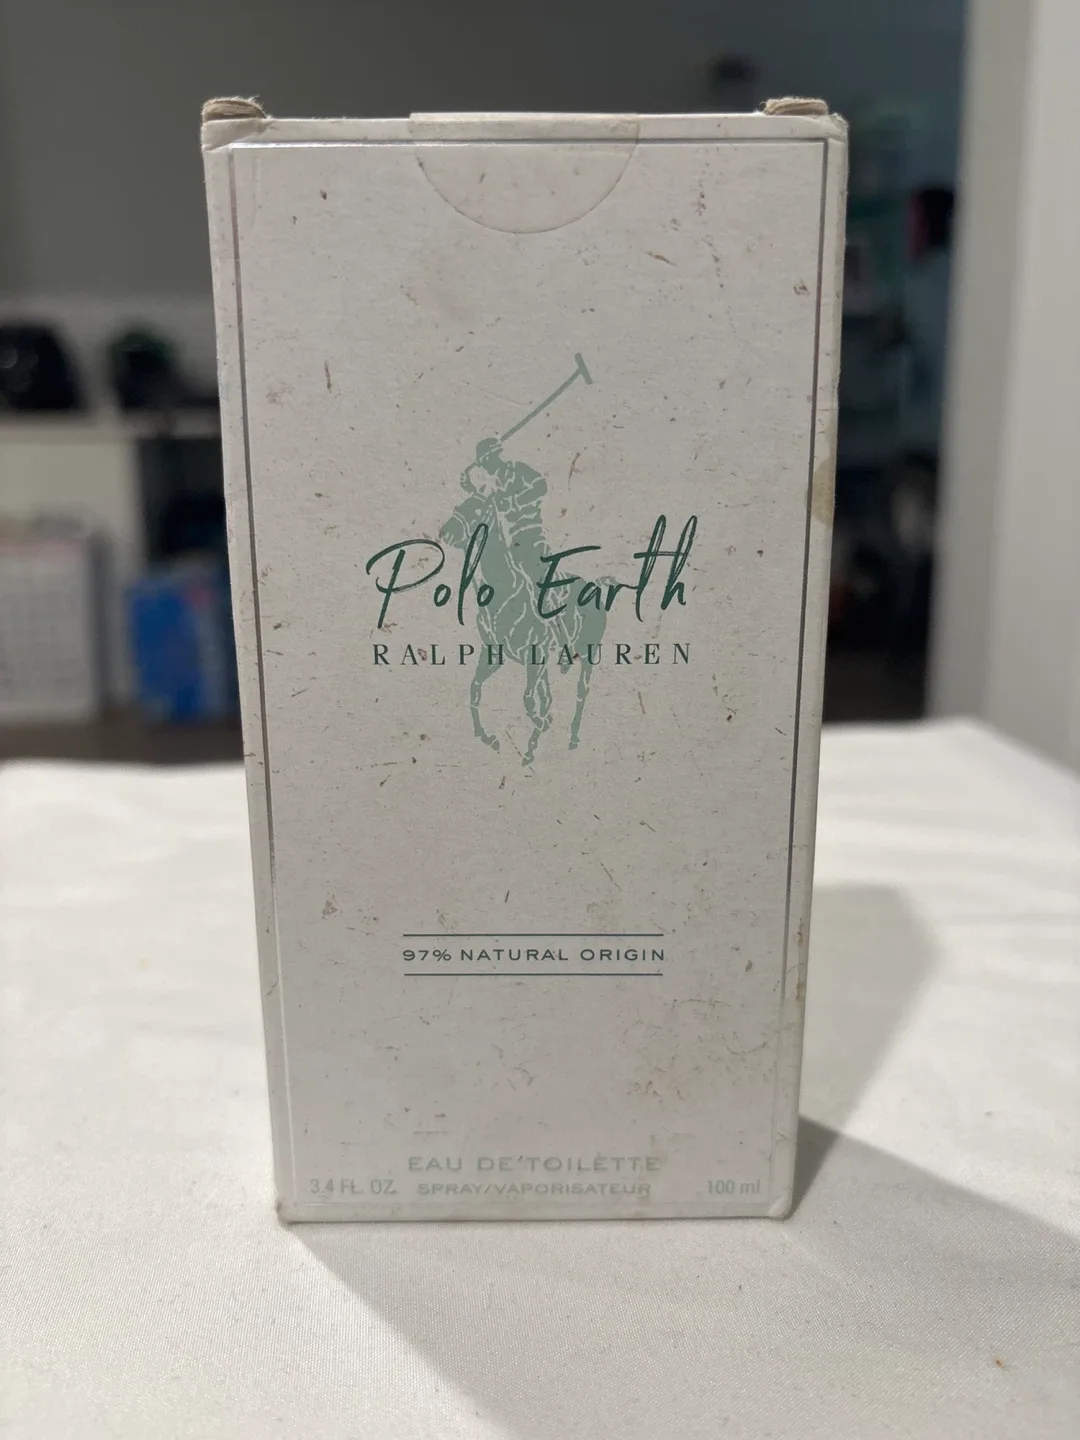 Polo Earth
RALPH LAUREN
97% NATURAL ORIGIN
EAU DE TOILETTE
3.4 FL. OZ. SPRAY/VAPORISATEUR 100 ml